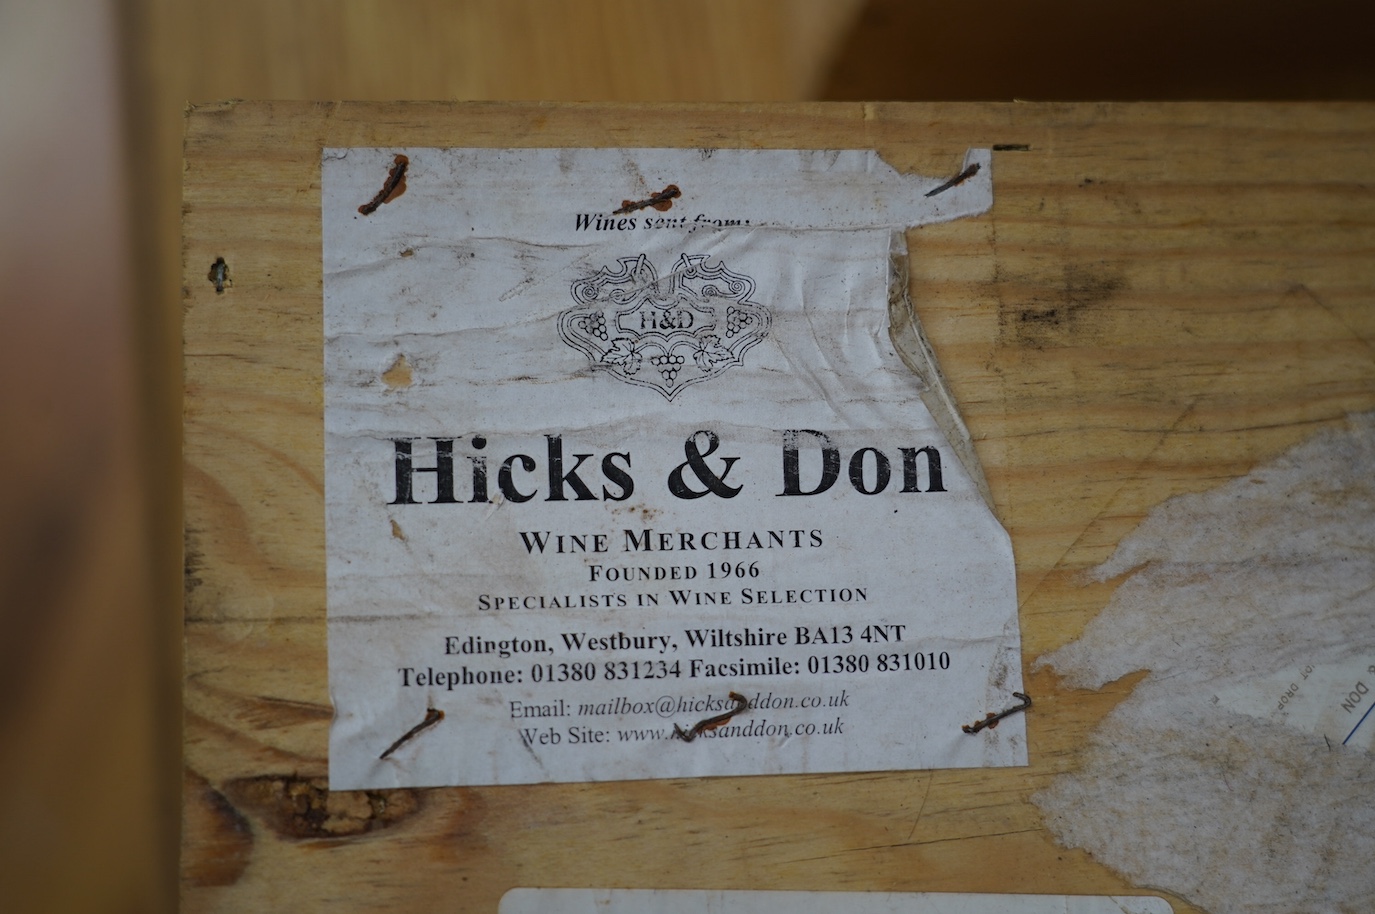 Wines sent from:
H&D
Hicks & Don
WINE MERCHANTS
FOUNDED 1966
SPECIALISTS IN WINE SELECTION
Edington, Westbury, Wiltshire BA13 4NT
Telephone: 01380 831234 Facsimile: 01380 831010
Email: mailbox@hicksanddon.co.uk
Web Site: www.hicksanddon.co.uk
DON